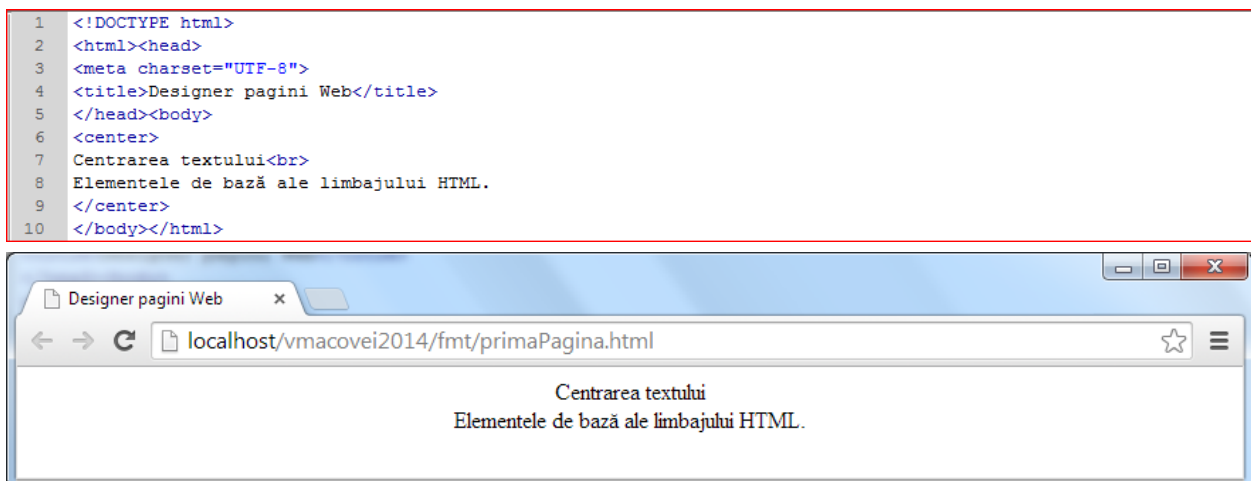 1 <!DOCTYPE html>
2 <html><head>
3 <meta charset="UTF-8">
4 <title>Designer pagini Web</title>
5 </head><body>
6 <center>
7 Centrarea textului<br>
8 Elementele de bază ale limbajului HTML.
9 </center>
10 </body></html>
Designer pagini Web
localhost/vmacovei2014/fmt/primaPagina.html
Centrarea textului
Elementele de bază ale limbajului HTML.